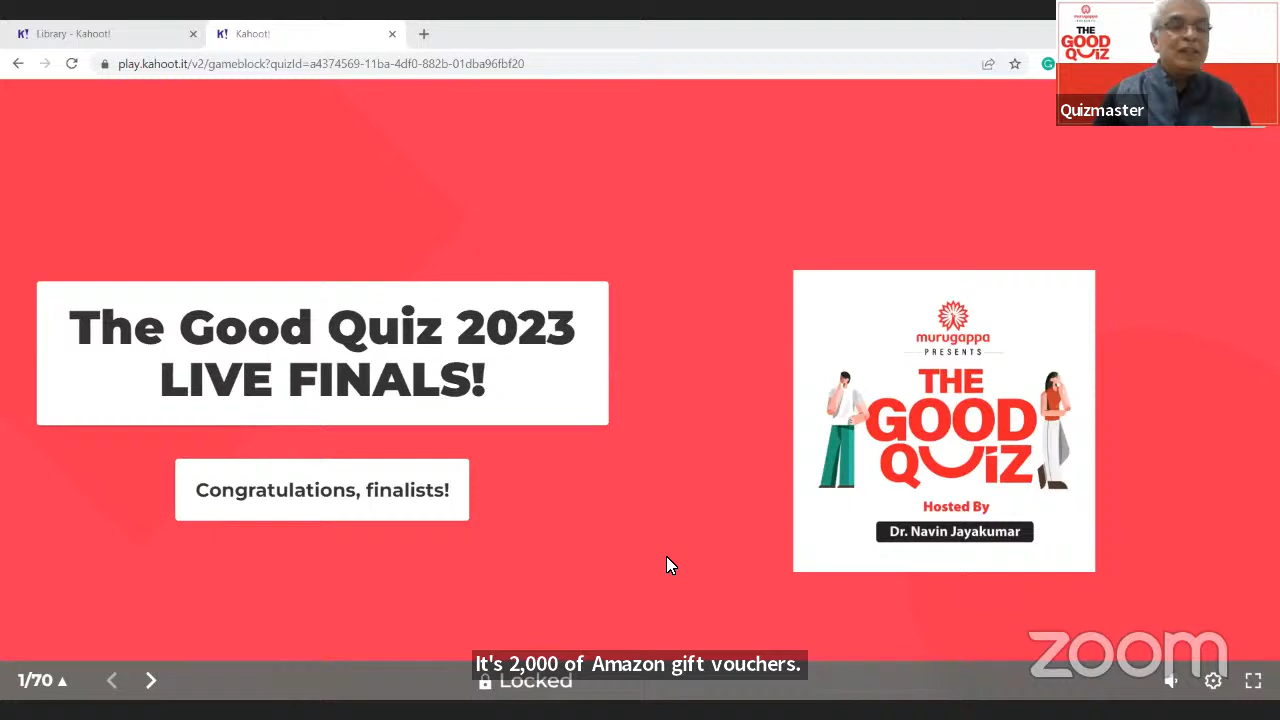 Library - Kahoot!
Kahoot!
play.kahoot.it/v2/gameblock?quizId=a4374569-11ba-4df0-882b-01dba96fbf20
murugappa
PRESENTS
THE
GOOD
QUIZ
Quizmaster
The Good Quiz 2023
LIVE FINALS!
Congratulations, finalists!
murugappa
PRESENTS
THE
GOOD
QUIZ
Hosted By
Dr. Navin Jayakumar
zoom
It's 2,000 of Amazon gift vouchers.
1/70
Locked